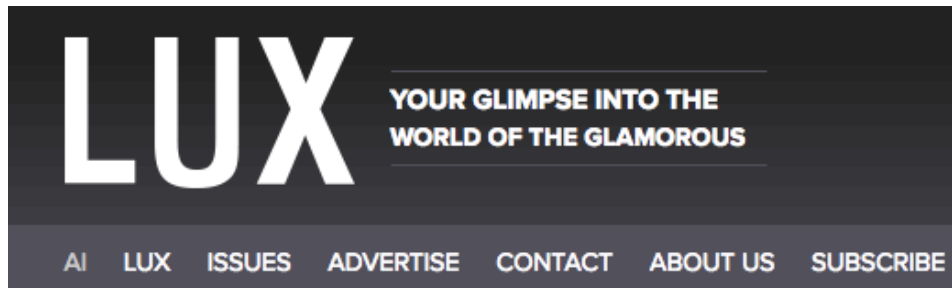 LUX
YOUR GLIMPSE INTO THE
WORLD OF THE GLAMOROUS
AI LUX ISSUES ADVERTISE CONTACT ABOUT US SUBSCRIBE